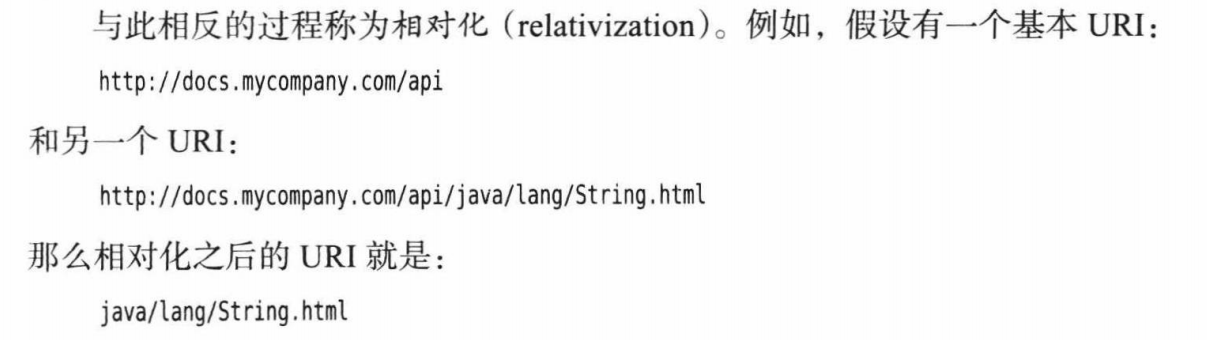 与此相反的过程称为相对化（relativization）。例如，假设有一个基本 URI：
http://docs.mycompany.com/api
和另一个 URI：
http://docs.mycompany.com/api/java/lang/String.html
那么相对化之后的 URI 就是：
java/lang/String.html